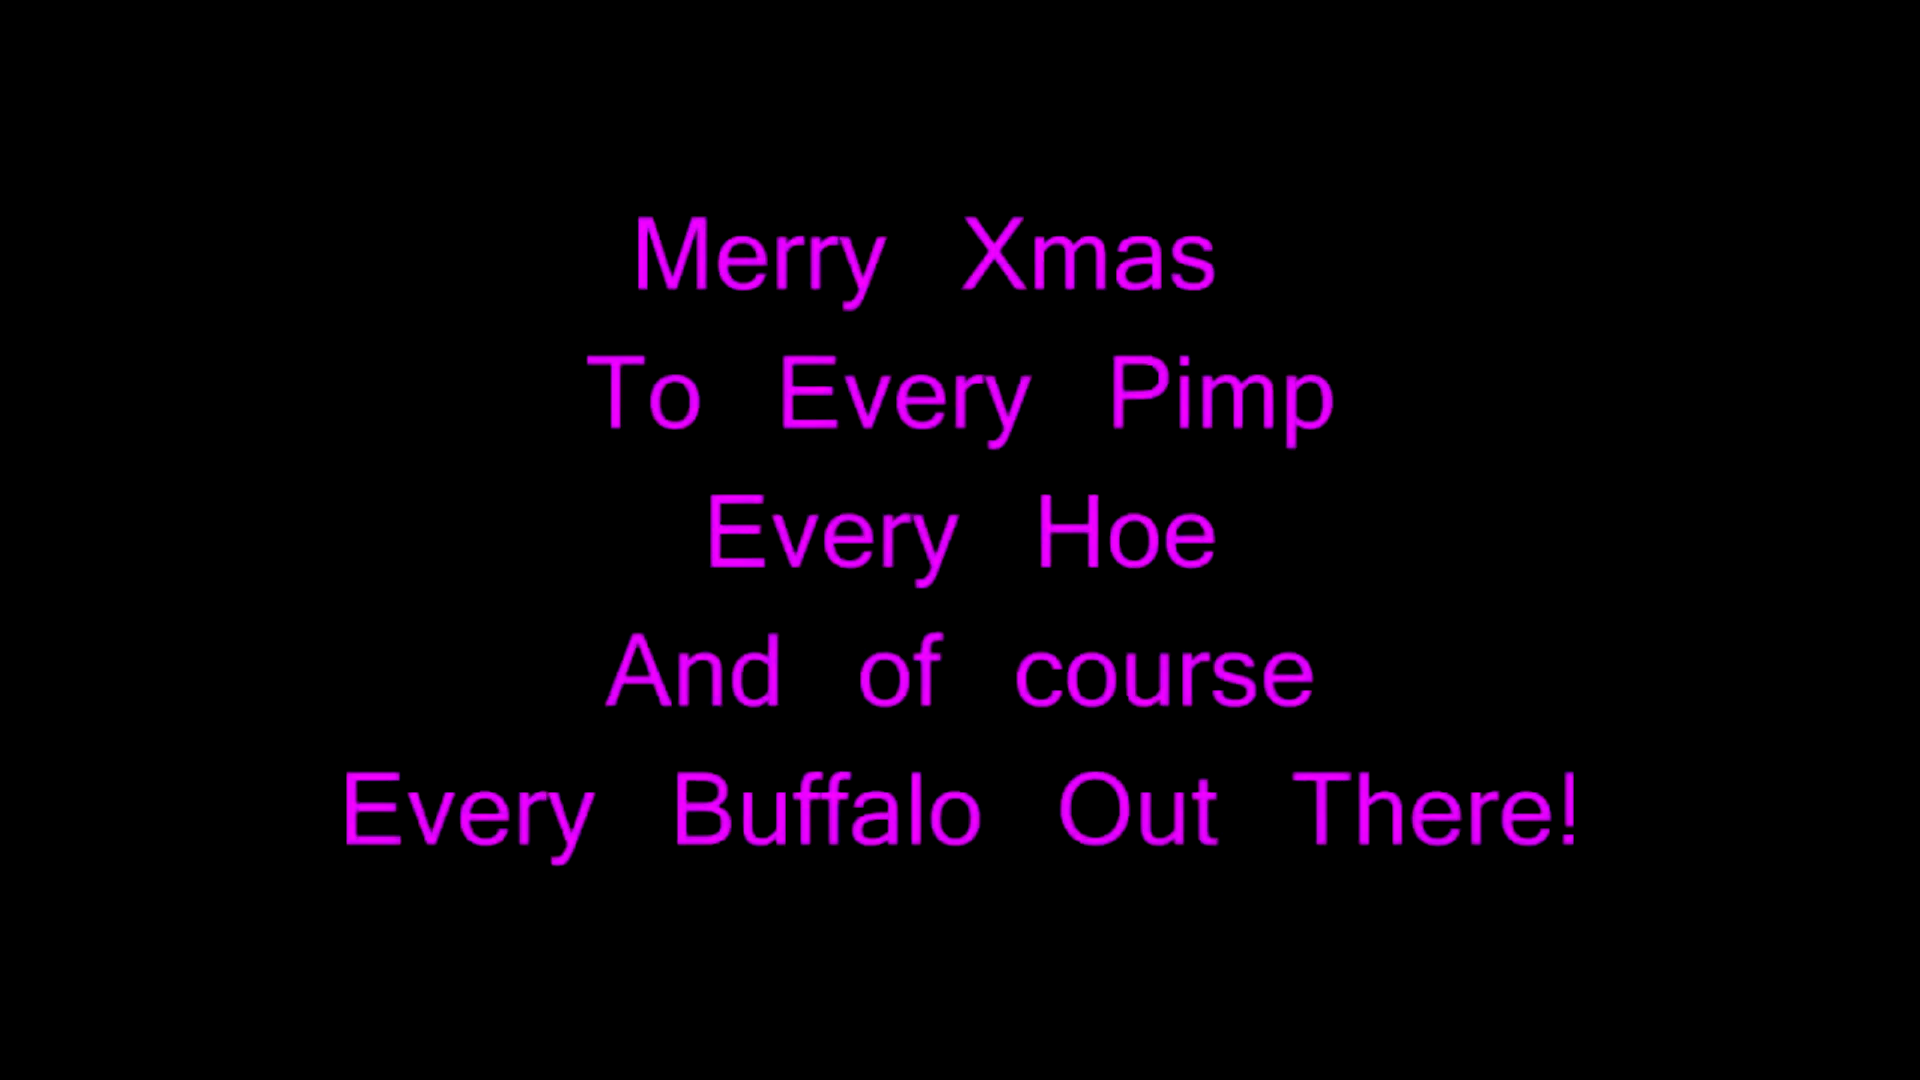 Merry Xmas
To Every Pimp
Every Hoe
And of course
Every Buffalo Out There!